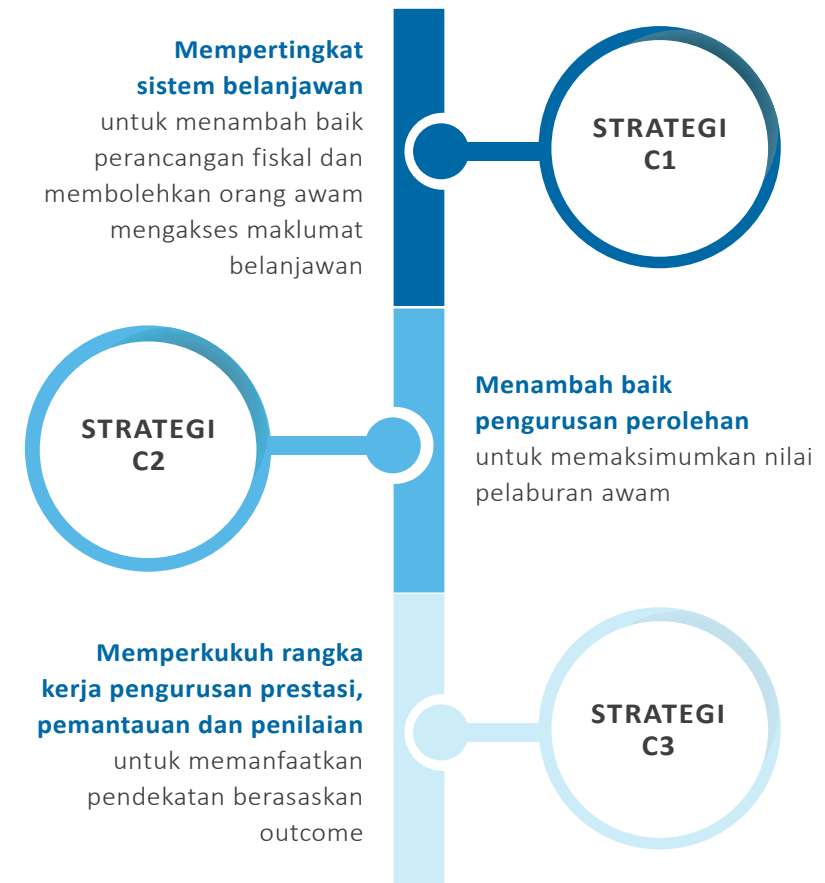 Mempertingkat
sistem belanjawan
untuk menambah baik
perancangan fiskal dan
membolehkan orang awam
mengakses maklumat
belanjawan
STRATEGI
C1
STRATEGI
C2
Menambah baik
pengurusan perolehan
untuk memaksimumkan nilai
pelaburan awam
Memperkukuh rangka
kerja pengurusan prestasi,
pemantauan dan penilaian
untuk memanfaatkan
pendekatan berasaskan
outcome
STRATEGI
C3